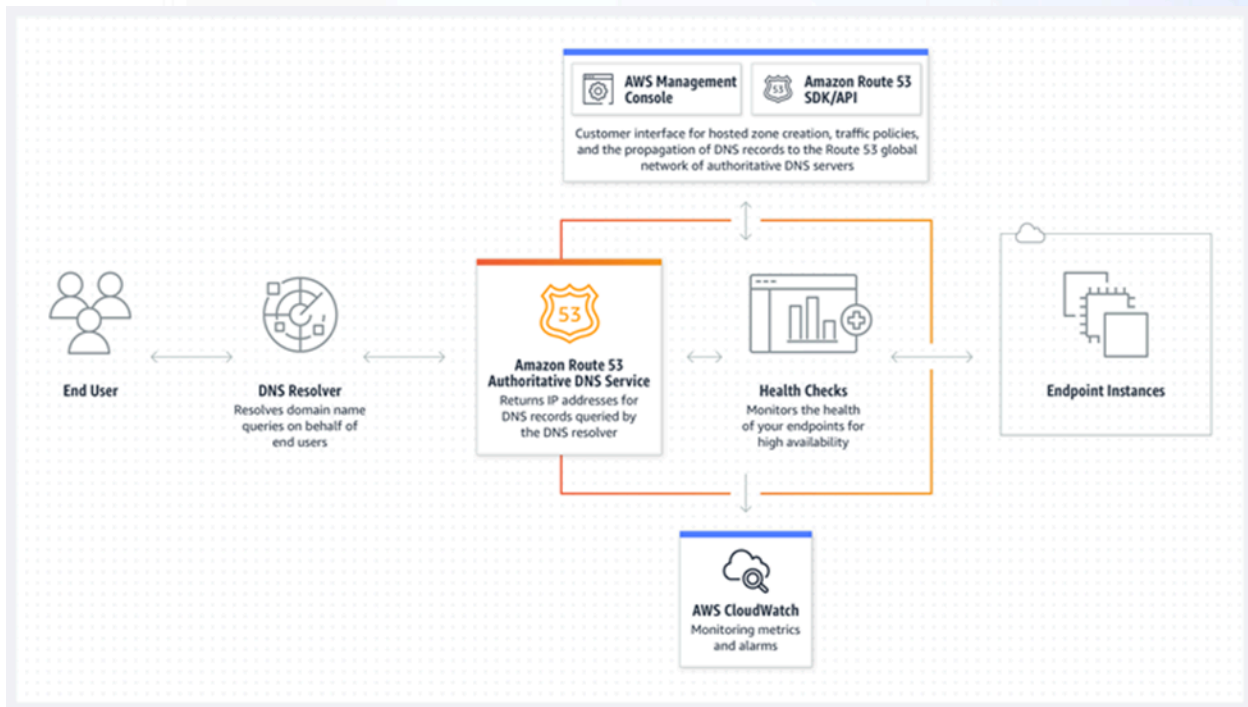 AWS Management
Console
53
Amazon Route 53
SDK/API
Customer interface for hosted zone creation, traffic policies,
and the propagation of DNS records to the Route 53 global
network of authoritative DNS servers
End User
DNS Resolver
Resolves domain name
queries on behalf of
end users
53
Amazon Route 53
Authoritative DNS Service
Returns IP addresses for
DNS records queried by
the DNS resolver
Health Checks
Monitors the health
of your endpoints for
high availability
Endpoint Instances
AWS CloudWatch
Monitoring metrics
and alarms